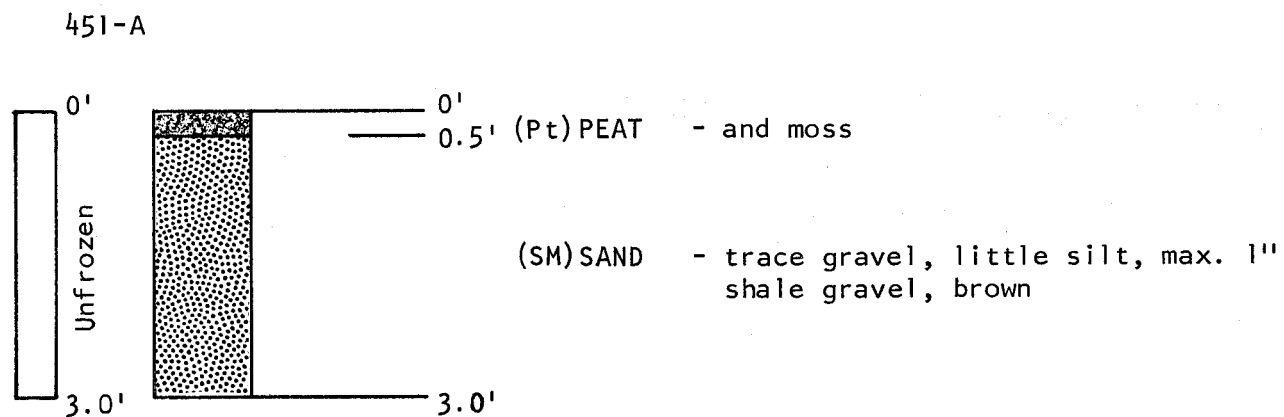 451-A
0' 0'
0.5' (Pt) PEAT - and moss
Unfrozen
(SM) SAND - trace gravel, little silt, max. 1"
shale gravel, brown
3.0' 3.0'